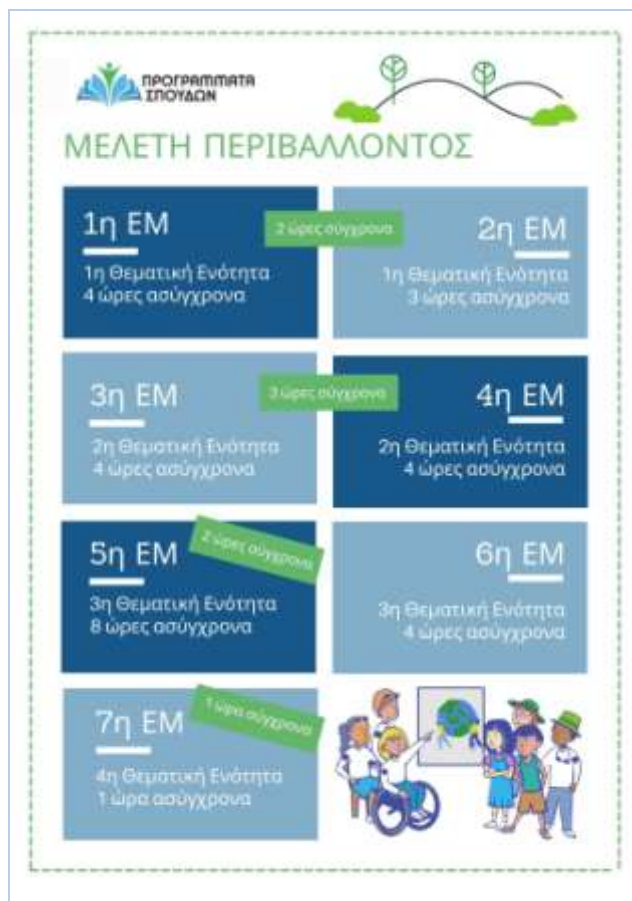 ΠΡΟΓΡΑΜΜΑΤΑ
ΣΠΟΥΔΩΝ
ΜΕΛΕΤΗ ΠΕΡΙΒΑΛΛΟΝΤΟΣ
1η ΕΜ
1η Θεματική Ενότητα
4 ώρες ασύγχρονα
2 ώρες σύγχρονα
2η ΕΜ
1η Θεματική Ενότητα
3 ώρες ασύγχρονα
3η ΕΜ
2η Θεματική Ενότητα
4 ώρες ασύγχρονα
3 ώρες σύγχρονα
4η ΕΜ
2η Θεματική Ενότητα
4 ώρες ασύγχρονα
5η ΕΜ
3η Θεματική Ενότητα
8 ώρες ασύγχρονα
2 ώρες σύγχρονα
6η ΕΜ
3η Θεματική Ενότητα
4 ώρες ασύγχρονα
7η ΕΜ
4η Θεματική Ενότητα
1 ώρα ασύγχρονα
1 ώρα σύγχρονα